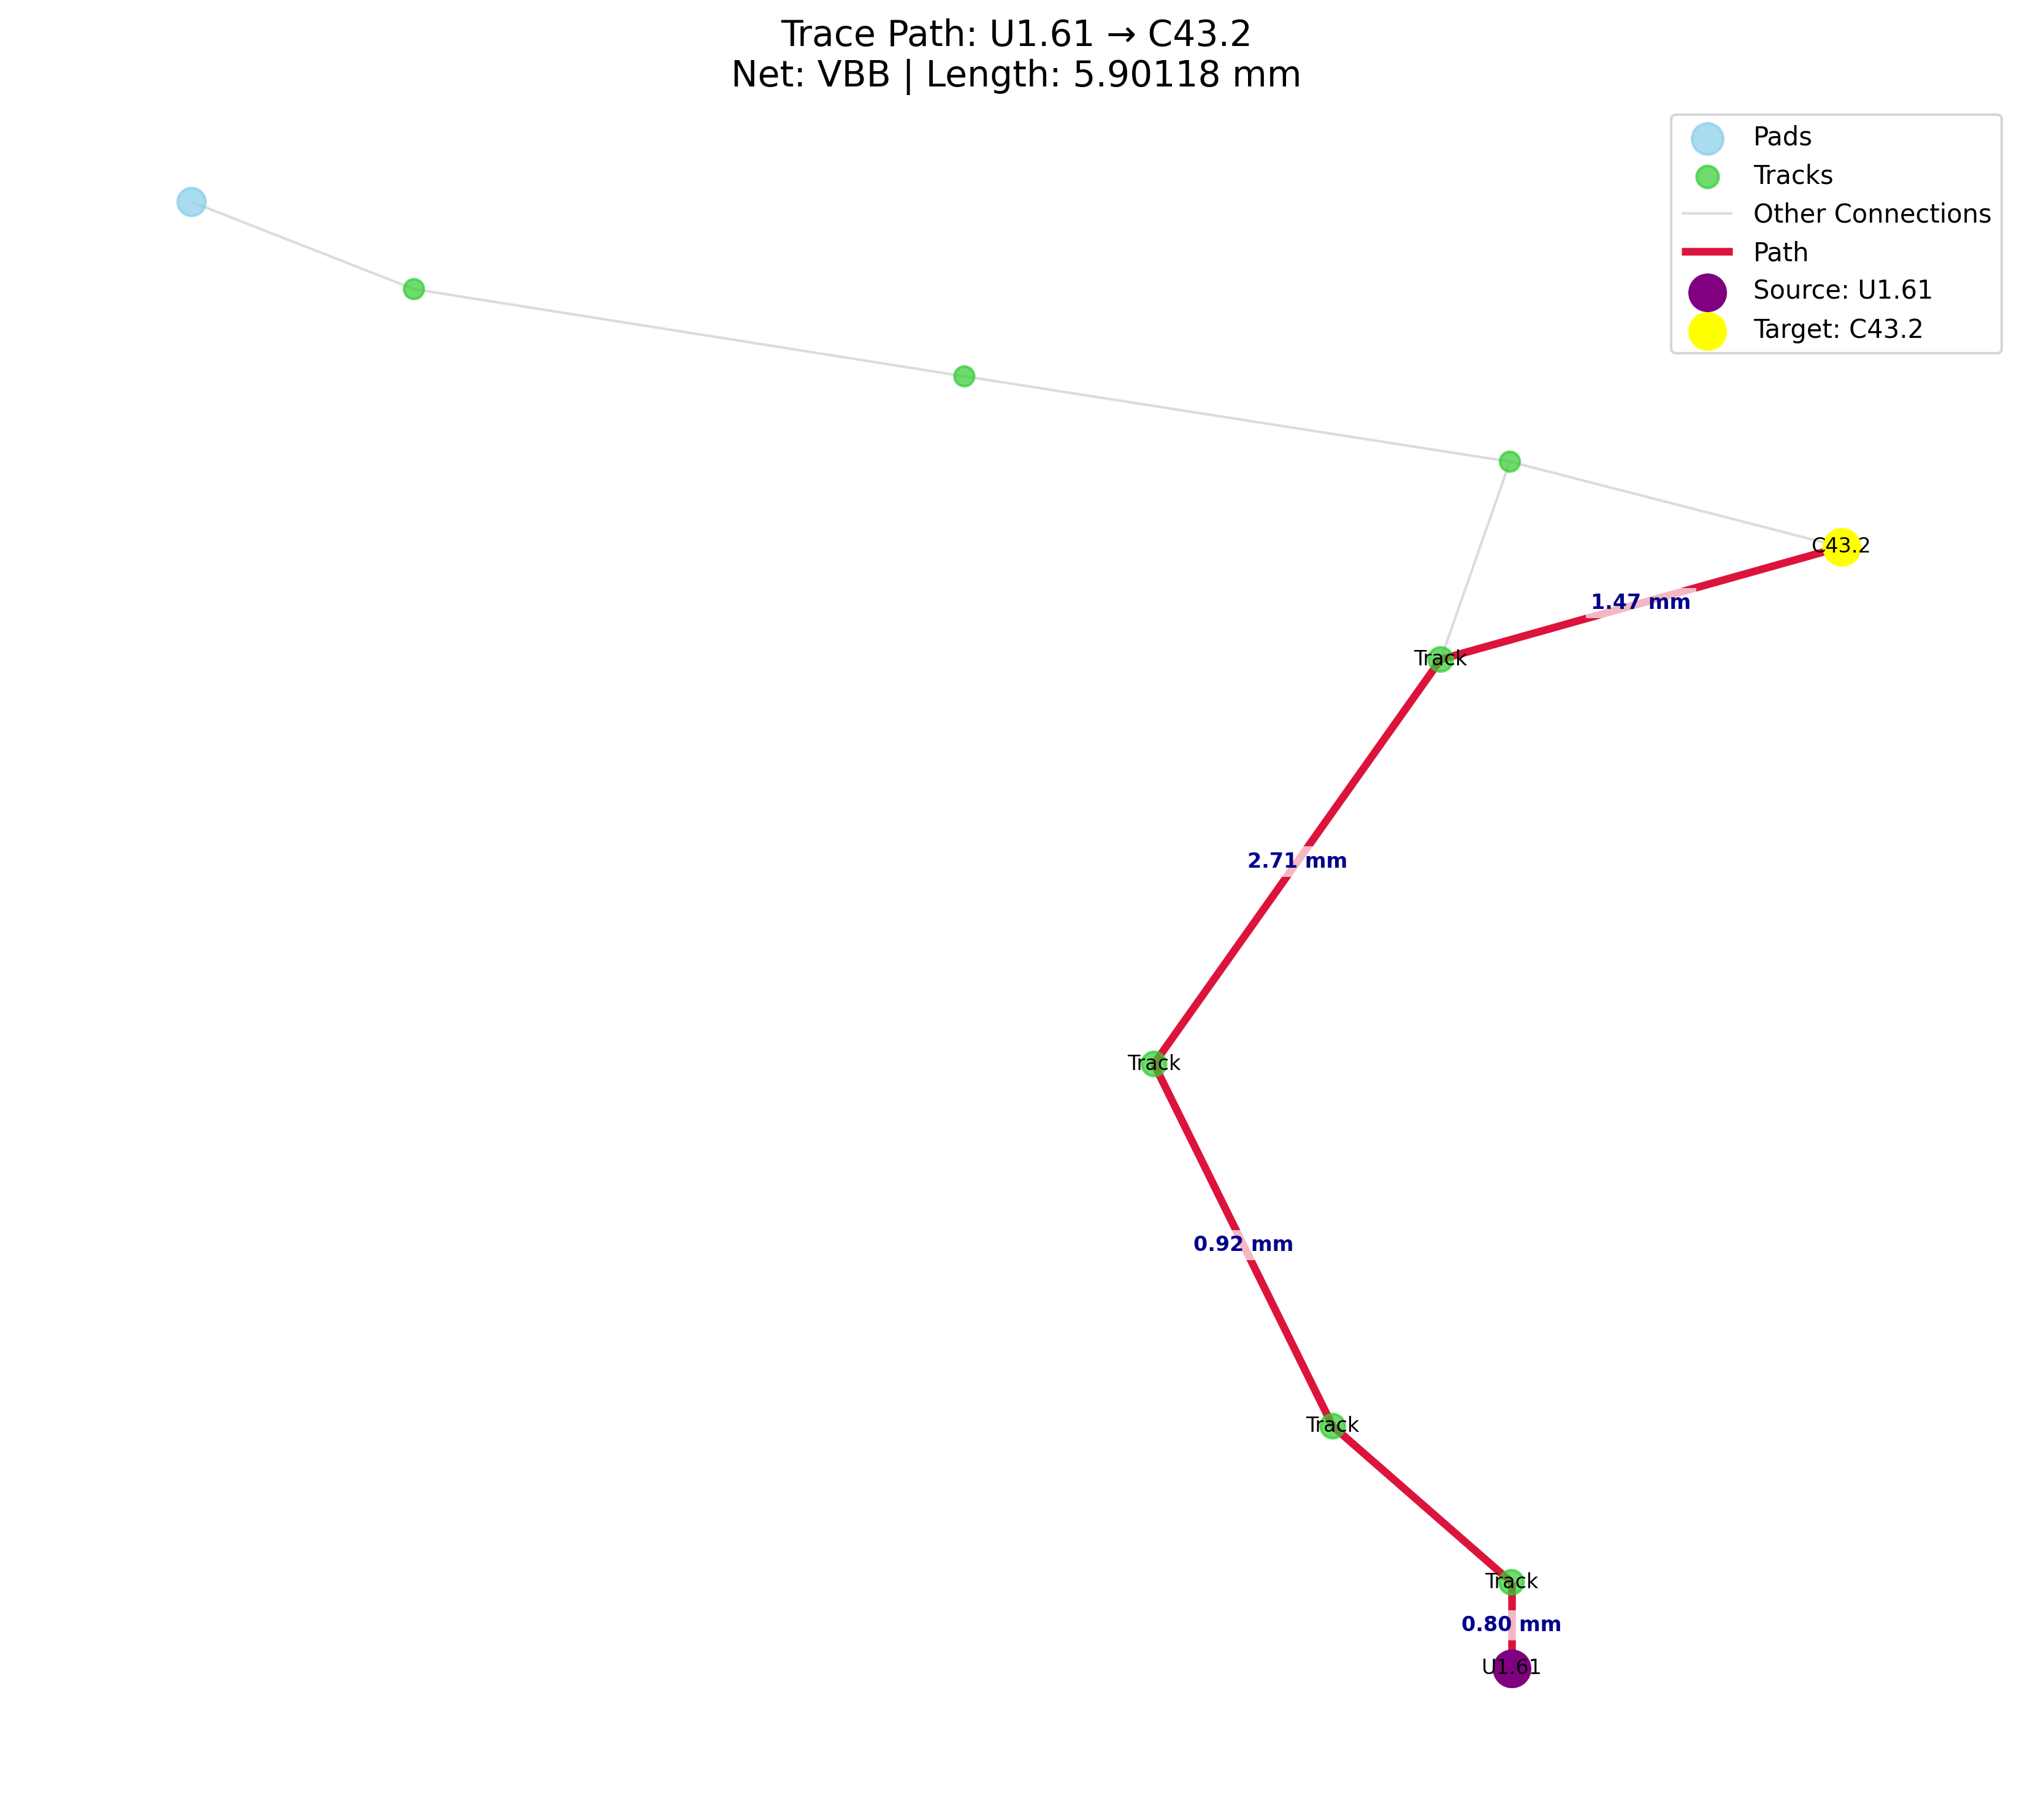 Trace Path: U1.61 → C43.2
Net: VBB | Length: 5.90118 mm
Pads
Tracks
Other Connections
Path
Source: U1.61
Target: C43.2
C43.2
1.47 mm
Track
2.71 mm
Track
0.92 mm
Track
Track
0.80 mm
U1.61